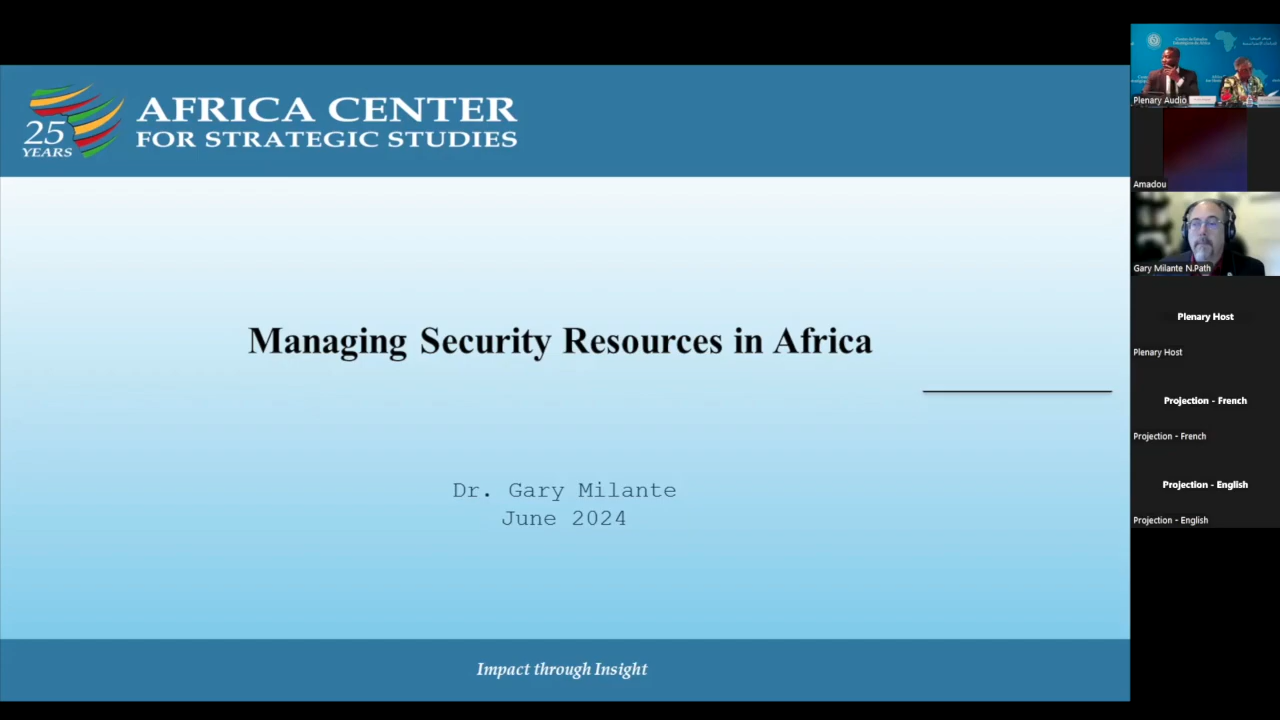 25
YEARS
AFRICA CENTER
FOR STRATEGIC STUDIES
Managing Security Resources in Africa
Dr. Gary Milante
June 2024
Impact through Insight
Plenary Audio
Amadou
Gary Milante N.Path
Plenary Host
Plenary Host
Projection - French
Projection - French
Projection - English
Projection - English